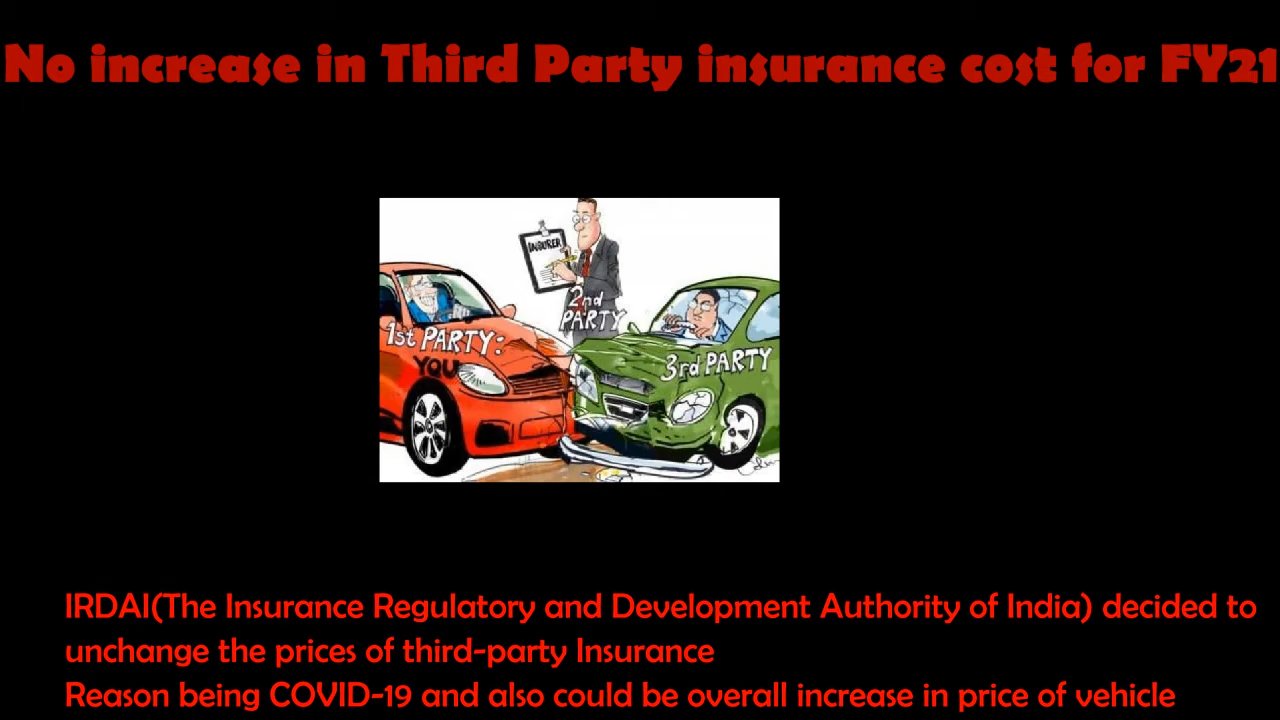 No increase in Third Party insurance cost for FY21
INSURER
2nd
PARTY
1st PARTY:
YOU
3rd PARTY
IRDAI(The Insurance Regulatory and Development Authority of India) decided to
unchange the prices of third-party Insurance
Reason being COVID-19 and also could be overall increase in price of vehicle